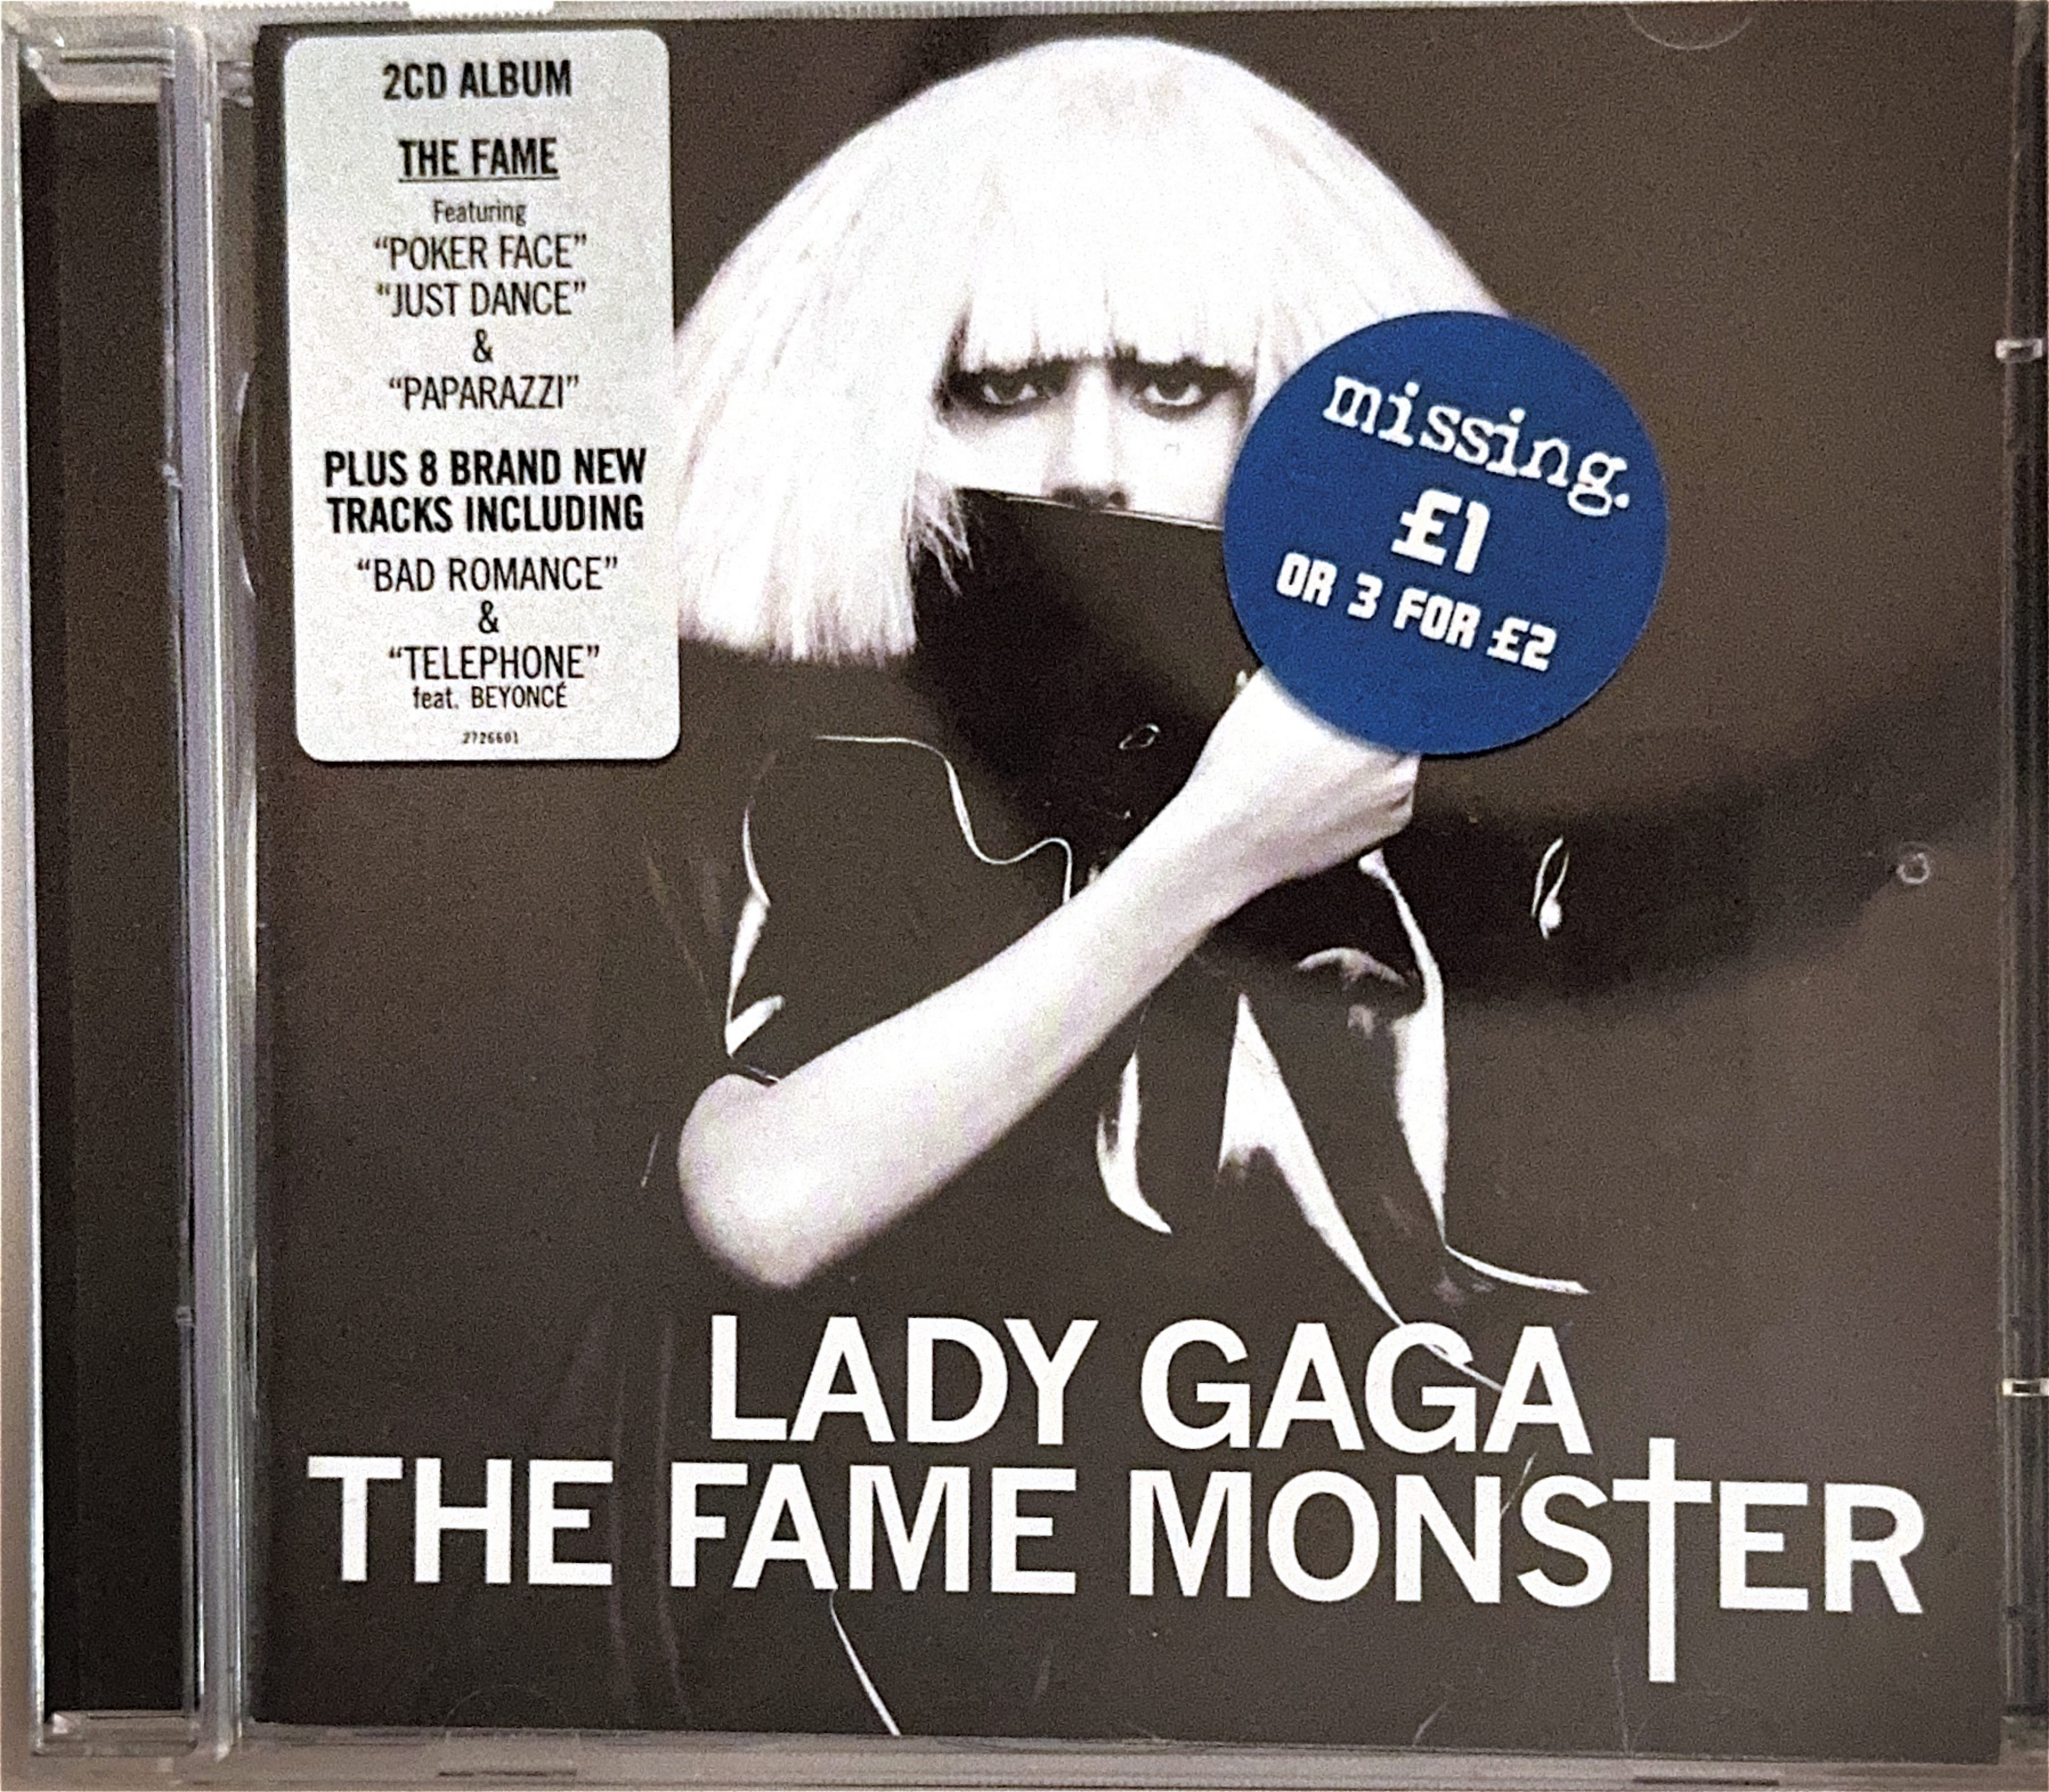 2CD ALBUM
THE FAME
Featuring
“POKER FACE”
“JUST DANCE”
&
“PAPARAZZI”
PLUS 8 BRAND NEW
TRACKS INCLUDING
“BAD ROMANCE”
&
“TELEPHONE”
feat. BEYONCÉ
2726601
missing.
£1
OR 3 FOR £2
LADY GAGA
THE FAME MONSTER